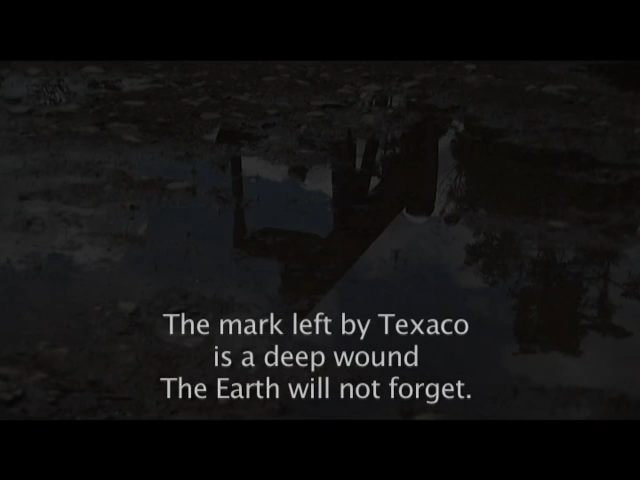 The mark left by Texaco
is a deep wound
The Earth will not forget.